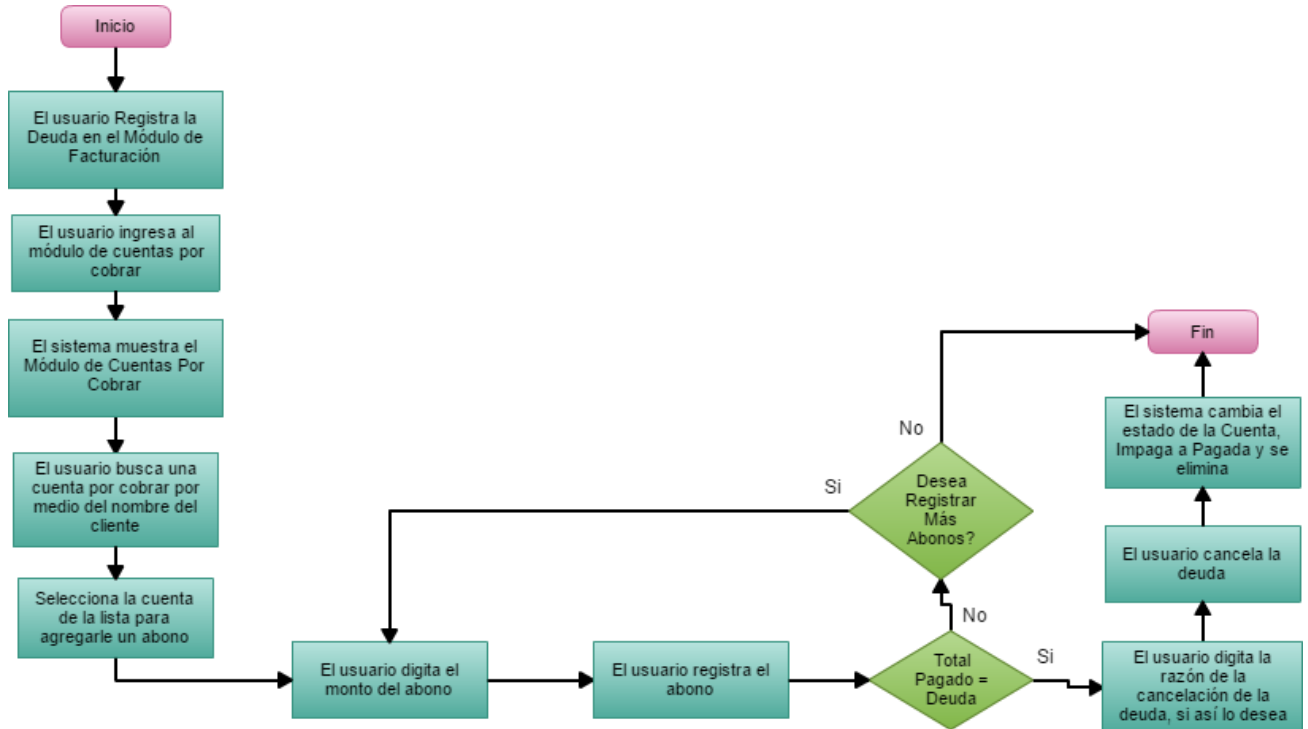 Inicio
El usuario Registra la
Deuda en el Módulo de
Facturación
El usuario ingresa al
módulo de cuentas por
cobrar
El sistema muestra el
Módulo de Cuentas Por
Cobrar
El usuario busca una
cuenta por cobrar por
medio del nombre del
cliente
Selecciona la cuenta
de la lista para
agregarle un abono
El usuario digita el
monto del abono
El usuario registra el
abono
Total
Pagado =
Deuda
No
Si
Desea
Registrar
Más
Abonos?
Si
No
El usuario digita la
razón de la
cancelación de la
deuda, si así lo desea
El usuario cancela la
deuda
El sistema cambia el
estado de la Cuenta,
Impaga a Pagada y se
elimina
Fin